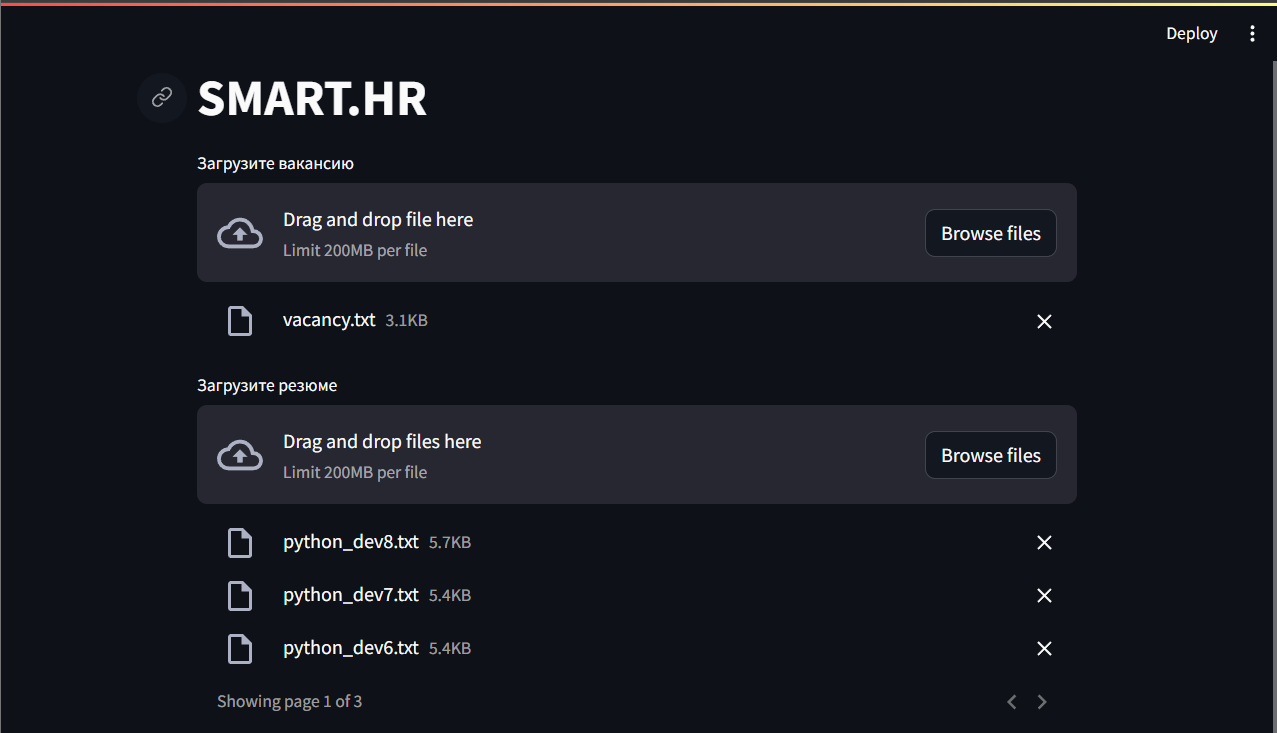 Deploy
SMART.HR
Загрузите вакансию
Drag and drop file here
Limit 200MB per file
Browse files
vacancy.txt 3.1KB
Загрузите резюме
Drag and drop files here
Limit 200MB per file
Browse files
python_dev8.txt 5.7KB
python_dev7.txt 5.4KB
python_dev6.txt 5.4KB
Showing page 1 of 3